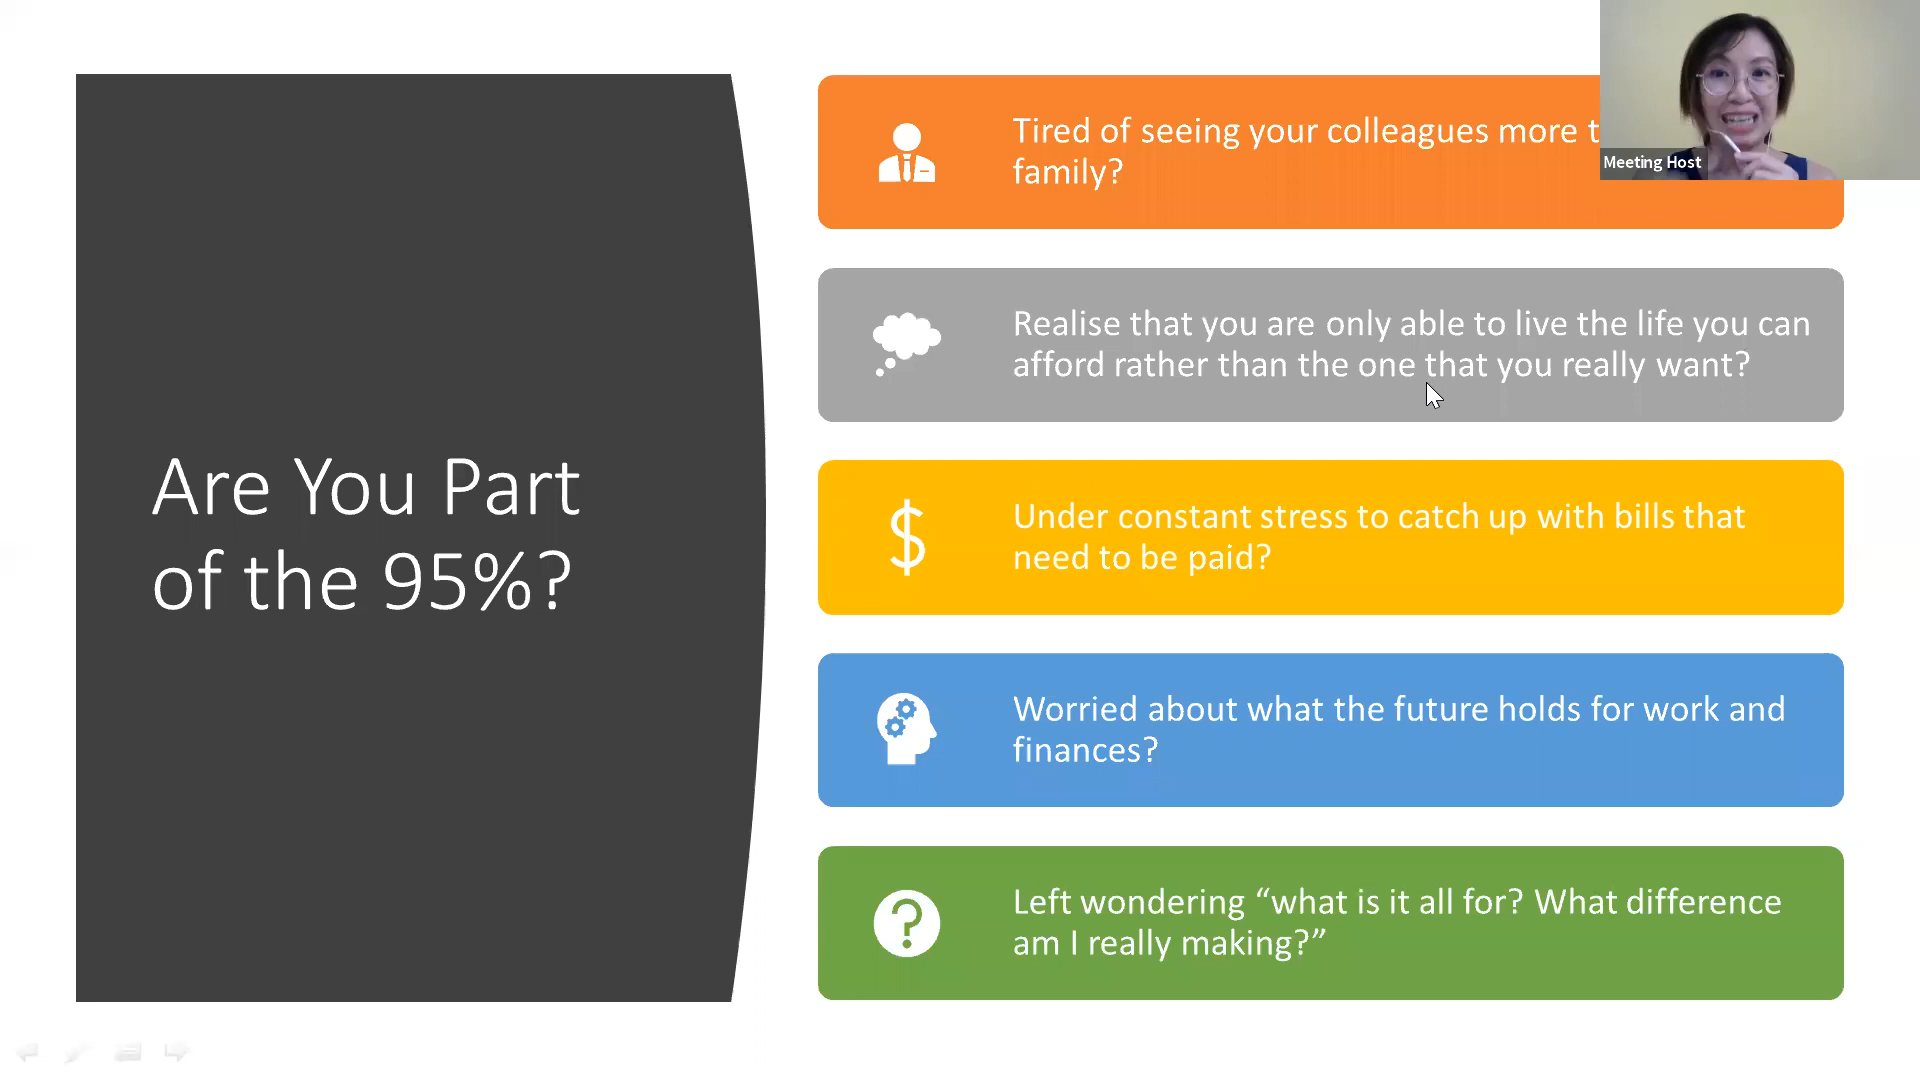 Are You Part
of the 95%?
Tired of seeing your colleagues more
family?
Meeting Host
Realise that you are only able to live the life you can
afford rather than the one that you really want?
Under constant stress to catch up with bills that
need to be paid?
Worried about what the future holds for work and
finances?
Left wondering “what is it all for? What difference
am I really making?”